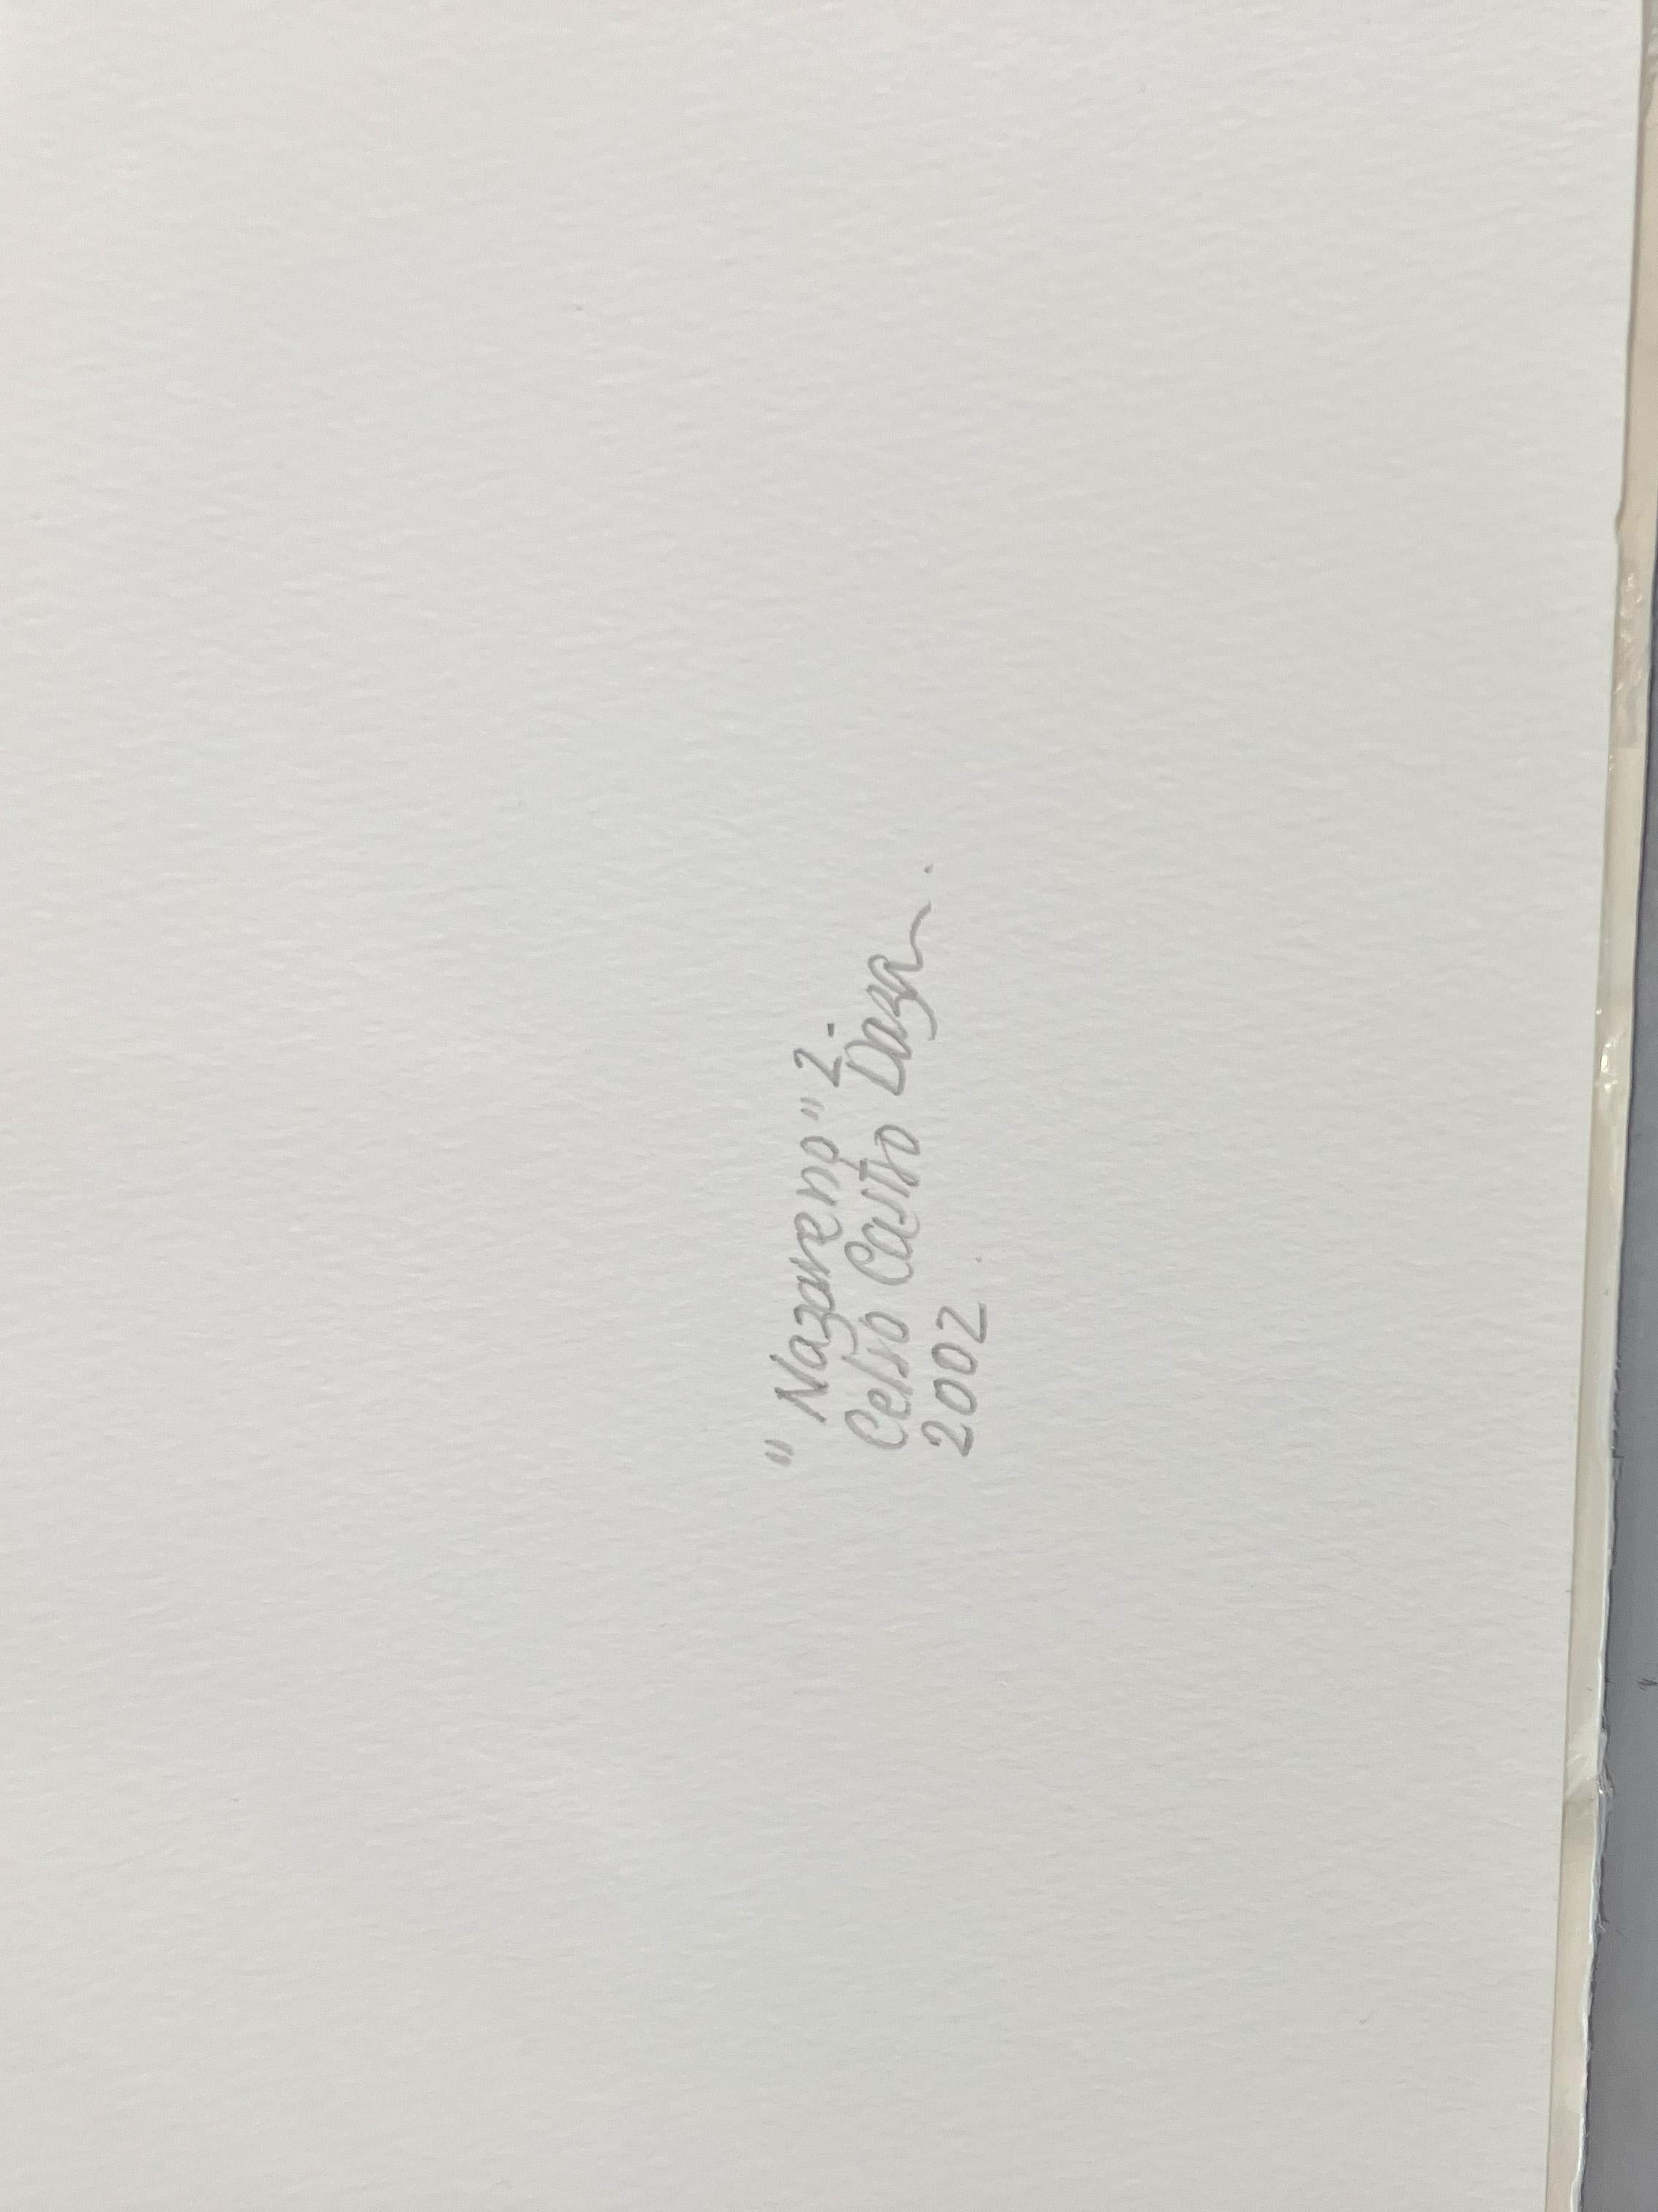 "Nazareno" 2.
Celso Castro Daza.
2002.